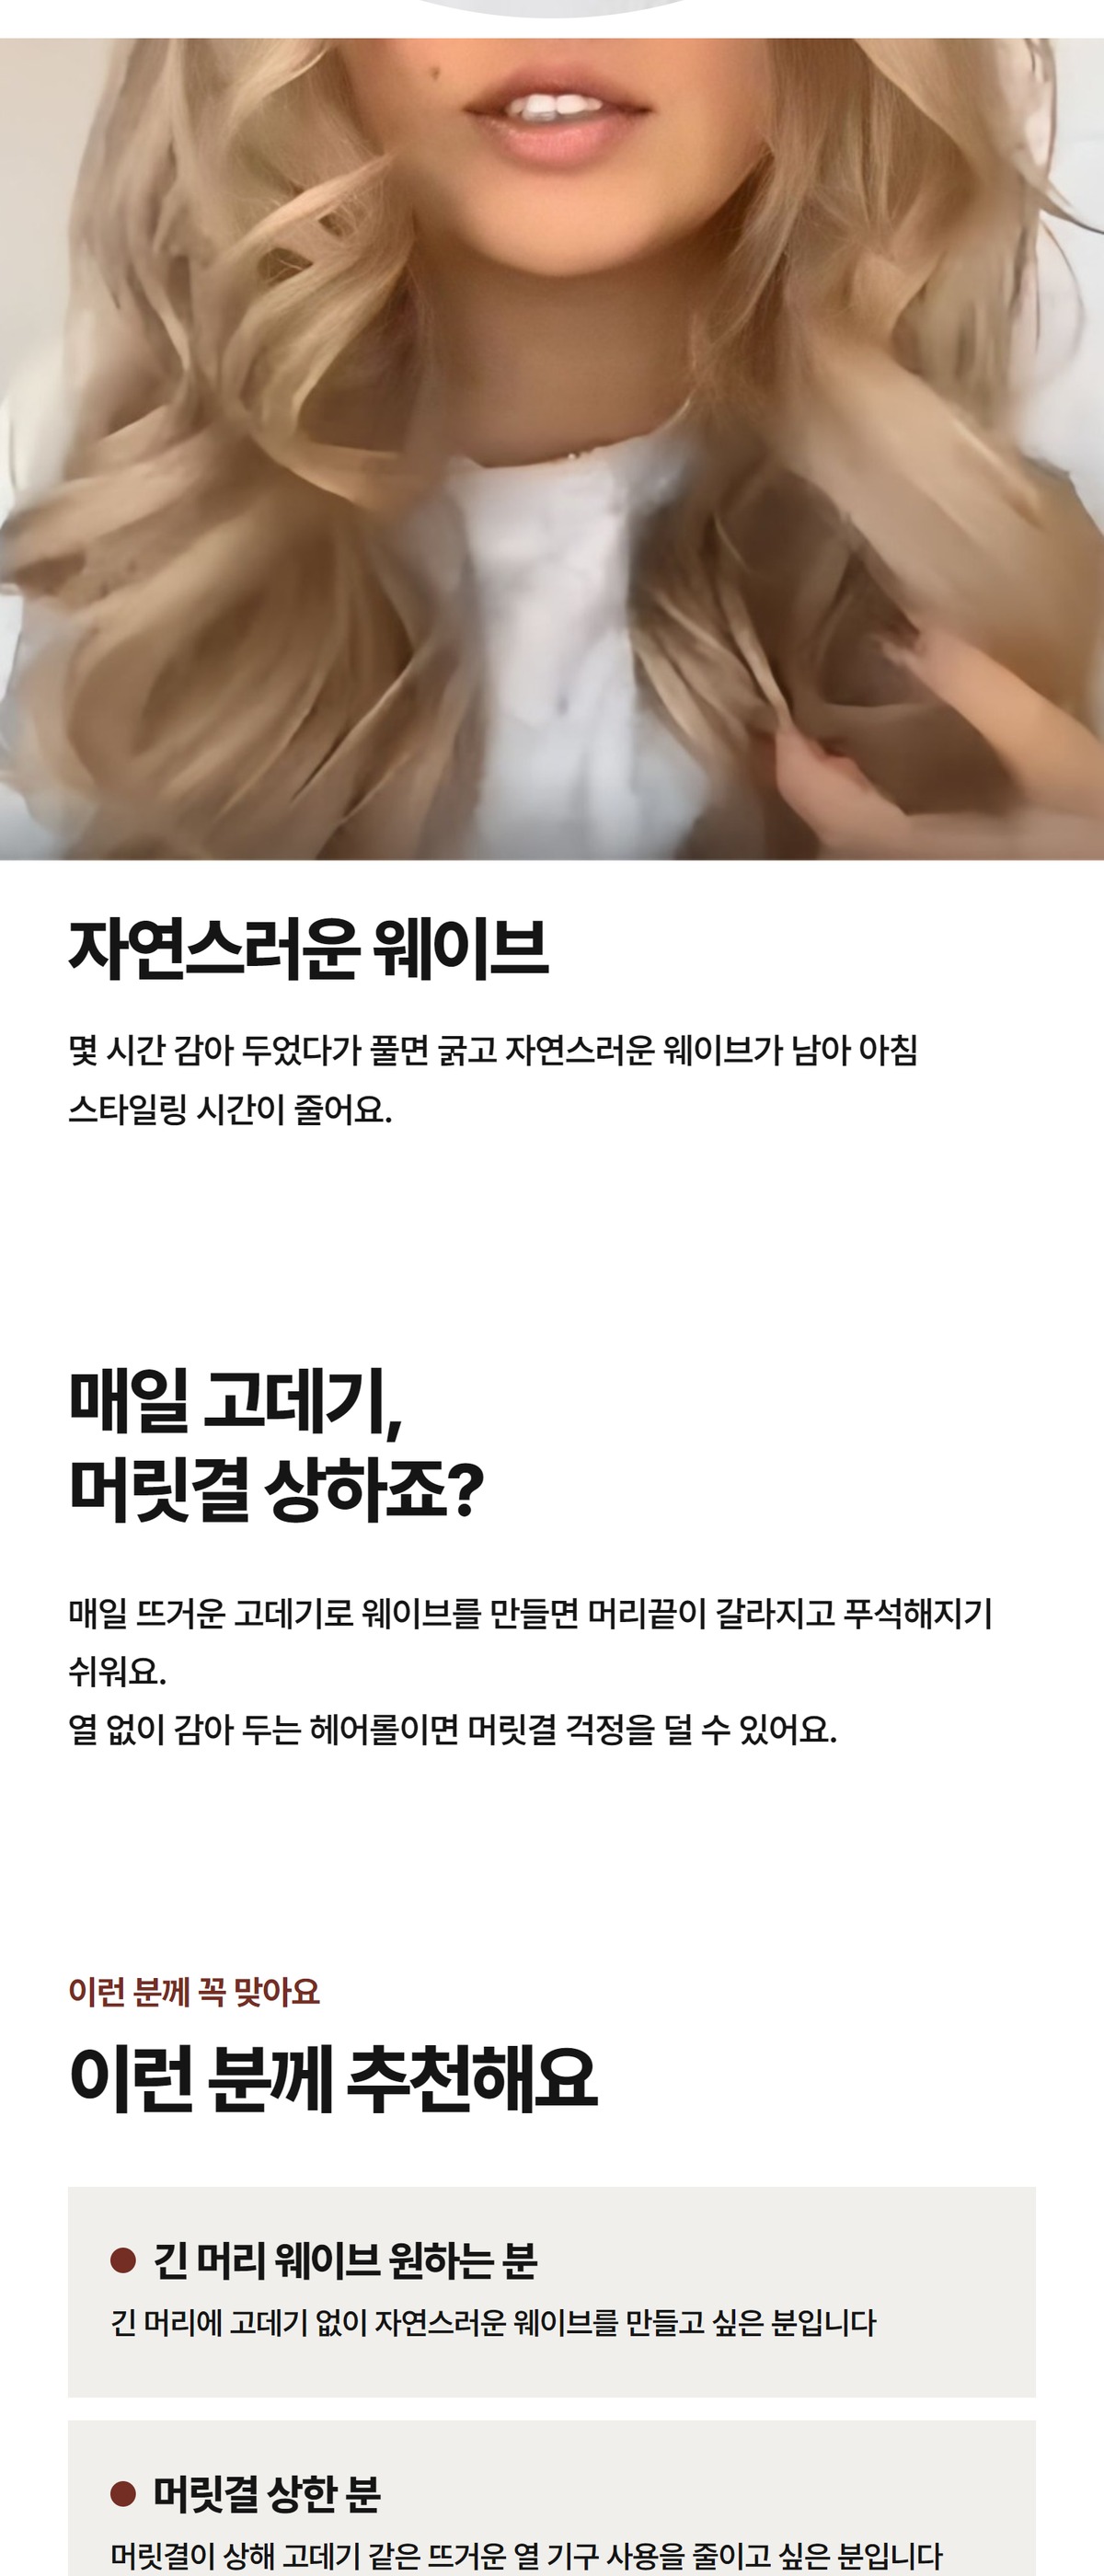 자연스러운 웨이브
몇 시간 감아 두었다가 풀면 굵고 자연스러운 웨이브가 남아 아침
스타일링 시간이 줄어요.
매일 고데기,
머릿결 상하죠?
매일 뜨거운 고데기로 웨이브를 만들면 머리끝이 갈라지고 푸석해지기
쉬워요.
열 없이 감아 두는 헤어롤이면 머릿결 걱정을 덜 수 있어요.
이런 분께 꼭 맞아요
이런 분께 추천해요
긴 머리 웨이브 원하는 분
긴 머리에 고데기 없이 자연스러운 웨이브를 만들고 싶은 분입니다
머릿결 상한 분
머릿결이 상해 고데기 같은 뜨거운 열 기구 사용을 줄이고 싶은 분입니다